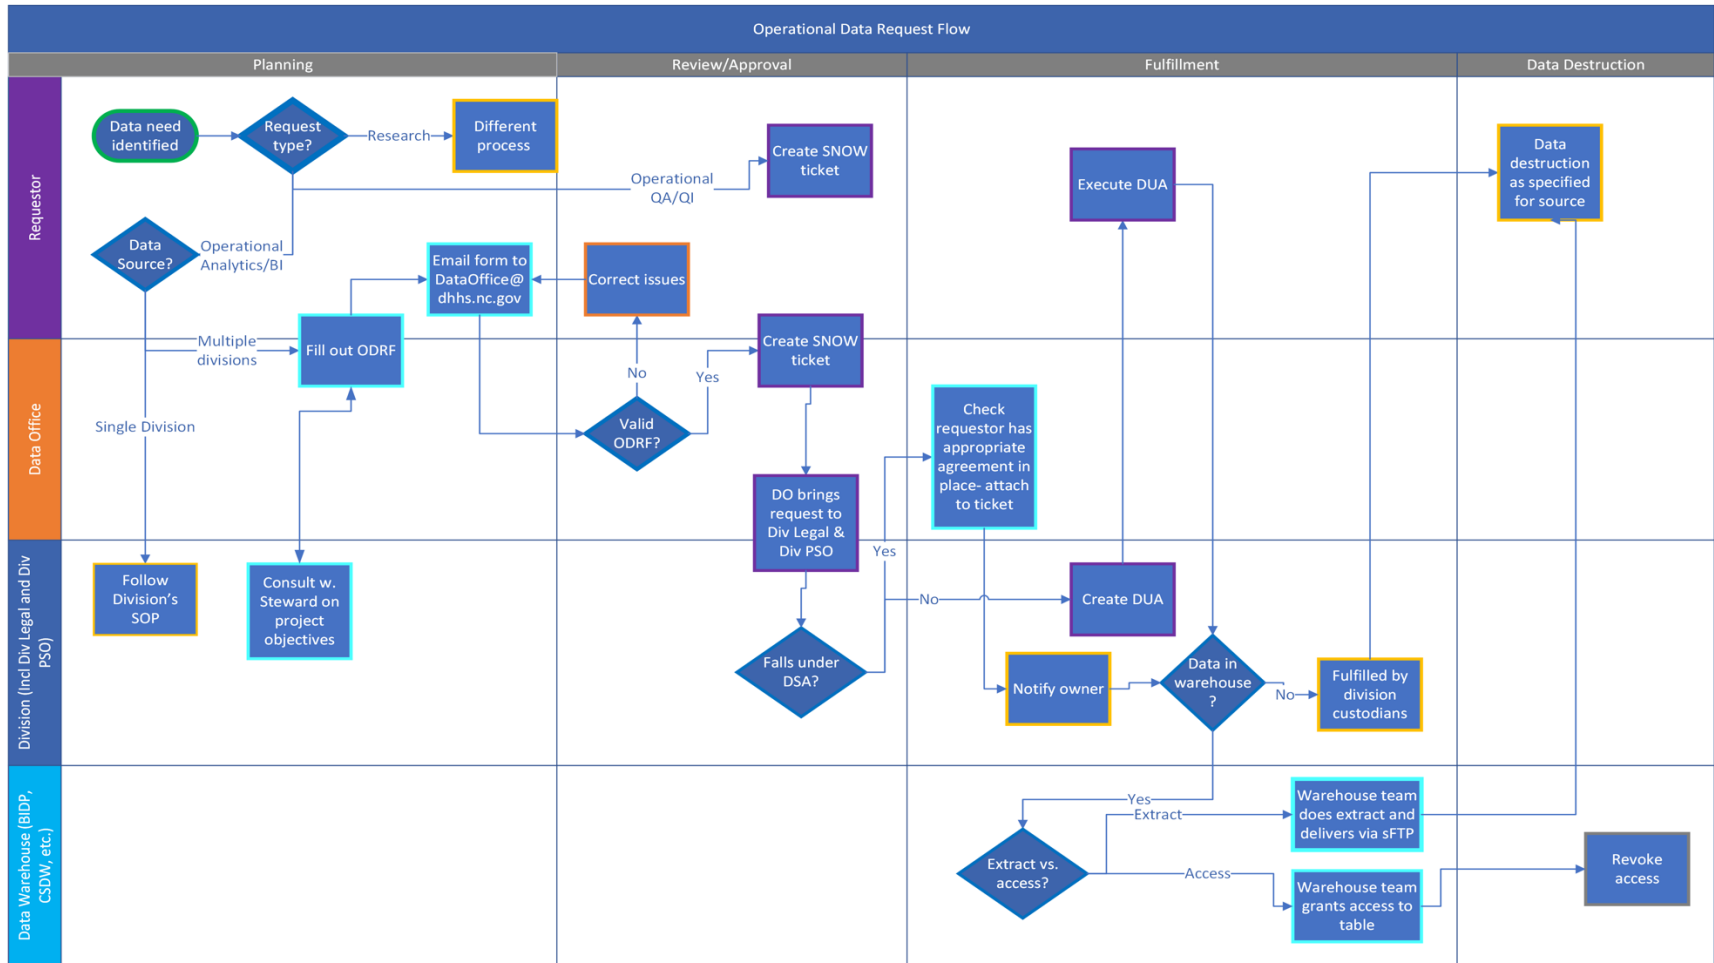 Operational Data Request Flow
Planning
Review/Approval
Fulfillment
Data Destruction
Requestor
Data need
identified
Request
type?
Research
Different
process
Operational
QA/QI
Create SNOW
ticket
Execute DUA
Data
destruction
as specified
for source
Data
Source?
Operational
Analytics/BI
Email form to
DataOffice@
dhhs.nc.gov
Correct issues
Data Office
Multiple
divisions
Fill out ODRF
No
Yes
Create SNOW
ticket
Single Division
Valid
ODRF?
Check
requestor has
appropriate
agreement in
place- attach
to ticket
DO brings
request to
Div Legal &
Div PSO
Yes
Division (Incl Div Legal and Div
PSO)
Follow
Division’s
SOP
Consult w.
Steward on
project
objectives
No
Create DUA
Falls under
DSA?
Notify owner
Data in
warehouse
?
No
Fulfilled by
division
custodians
Data Warehouse (BIDP,
CSDW, etc.)
Yes
Extract
Warehouse team
does extract and
delivers via sFTP
Extract vs.
access?
Access
Warehouse team
grants access to
table
Revoke
access